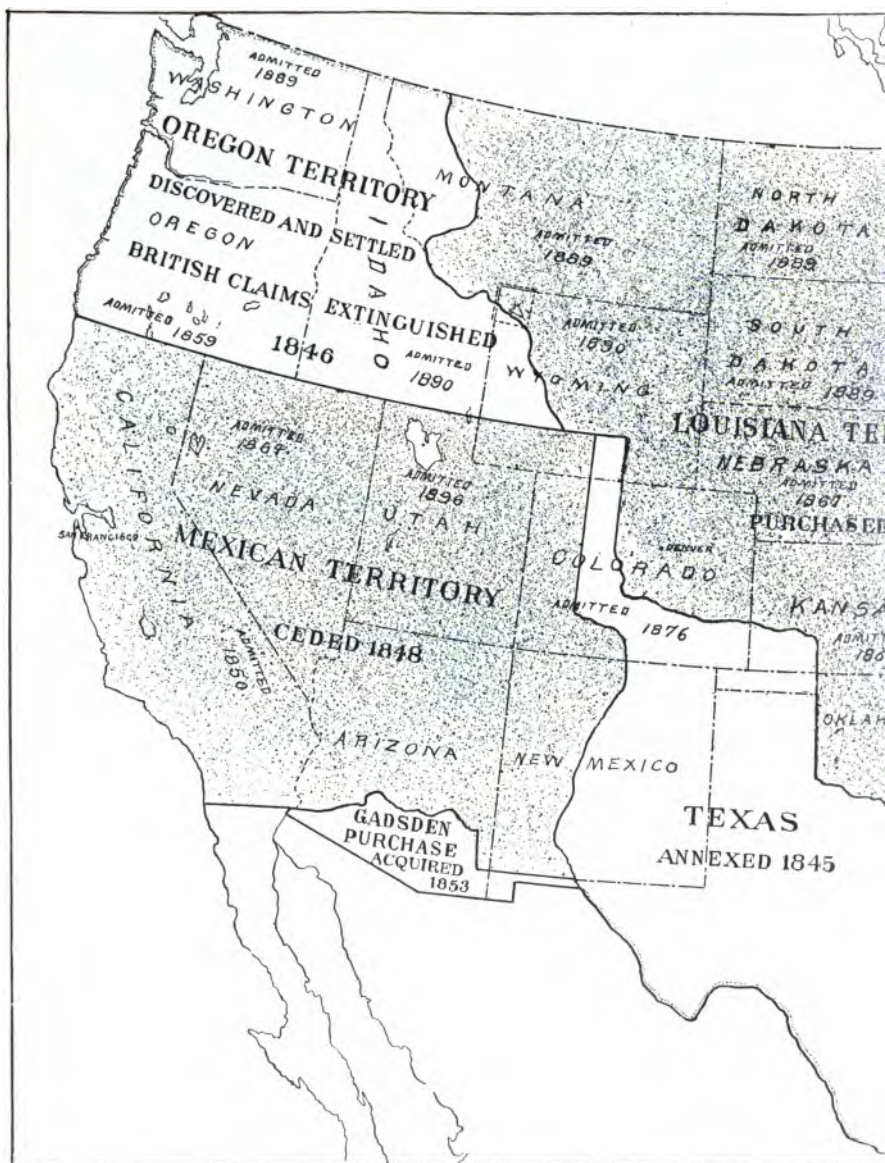 ADMITTED
1889
WASHINGTON
OREGON TERRITORY
DISCOVERED AND SETTLED
OREGON
BRITISH CLAIMS EXTINGUISHED
1846
ADMITTED 1859
IDAHO
ADMITTED
1890
MONTANA
ADMITTED
1889
NORTH
DAKOTA
ADMITTED
1889
WYOMING
ADMITTED
1890
SOUTH
DAKOTA
ADMITTED
1889
LOUISIANA TE
NEBRASKA
ADMITTED
1867
PURCHASED
CALIFORNIA
ADMITTED
1850
SAN FRANCISCO
ADMITTED
1864
NEVADA
ADMITTED
1896
UTAH
MEXICAN TERRITORY
CEDED 1848
DENVER
COLORADO
ADMITTED 1876
KANSA
ADMIT
186
OKLAH
ARIZONA
NEW MEXICO
GADSDEN
PURCHASE
ACQUIRED
1853
TEXAS
ANNEXED 1845